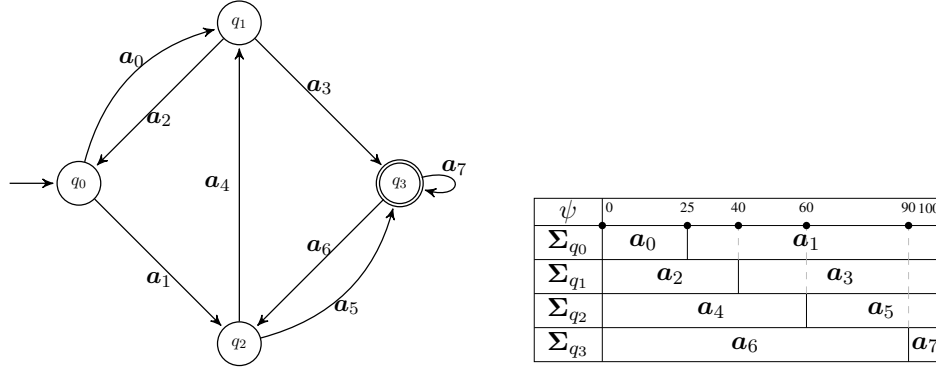 q₁
a₀
a₃
a₂
q₀
a₄
q₃
a₇
a₁
a₆
a₅
q₂
ψ 0 25 40 60 90 100
Σq₀ a₀ a₁
Σq₁ a₂ a₃
Σq₂ a₄ a₅
Σq₃ a₆ a₇